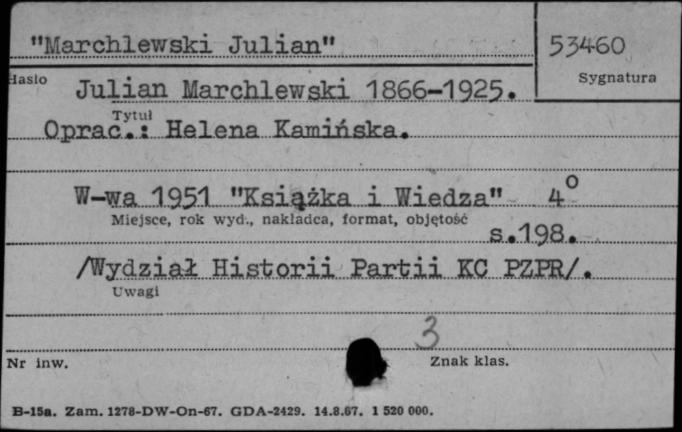 "Marchlewski Julian"
53460
Hasło
Sygnatura
Julian Marchlewski 1866-1925.
Tytuł
Oprac.: Helena Kamińska.
W-wa 1951 "Książka i Wiedza" 4°
Miejsce, rok wyd., nakładca, format, objętość
s.198.
/Wydział Historii Partii KC PZPR/.
Uwagi
3
Nr inw.
Znak klas.
B-15a. Zam. 1278-DW-On-67. GDA-2429. 14.8.67. 1 520 000.